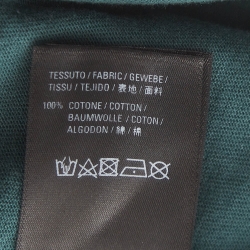 TESSUTO / FABRIC / GEWEBE /
TISSU / TEJIDO / 表地 / 面料
100% COTONE / COTTON /
BAUMWOLLE / COTON /
ALGODON / 綿 / 棉